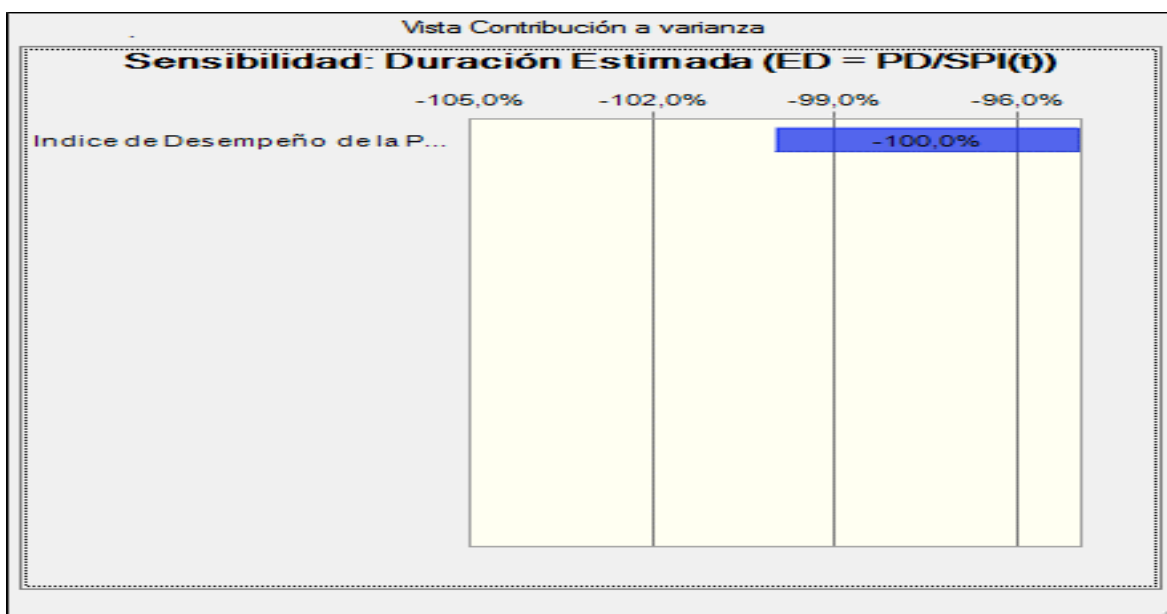 Vista Contribución a varianza
Sensibilidad: Duración Estimada (ED = PD/SPI(t))
-105,0% -102,0% -99,0% -96,0%
Indice de Desempeño de la P...
-100,0%